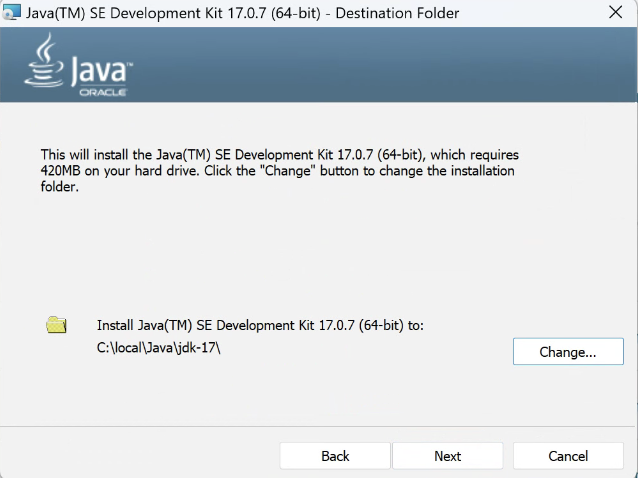 Java(TM) SE Development Kit 17.0.7 (64-bit) - Destination Folder
Java™
ORACLE
This will install the Java(TM) SE Development Kit 17.0.7 (64-bit), which requires
420MB on your hard drive. Click the "Change" button to change the installation
folder.
Install Java(TM) SE Development Kit 17.0.7 (64-bit) to:
C:\local\Java\jdk-17\
Change...
Back
Next
Cancel